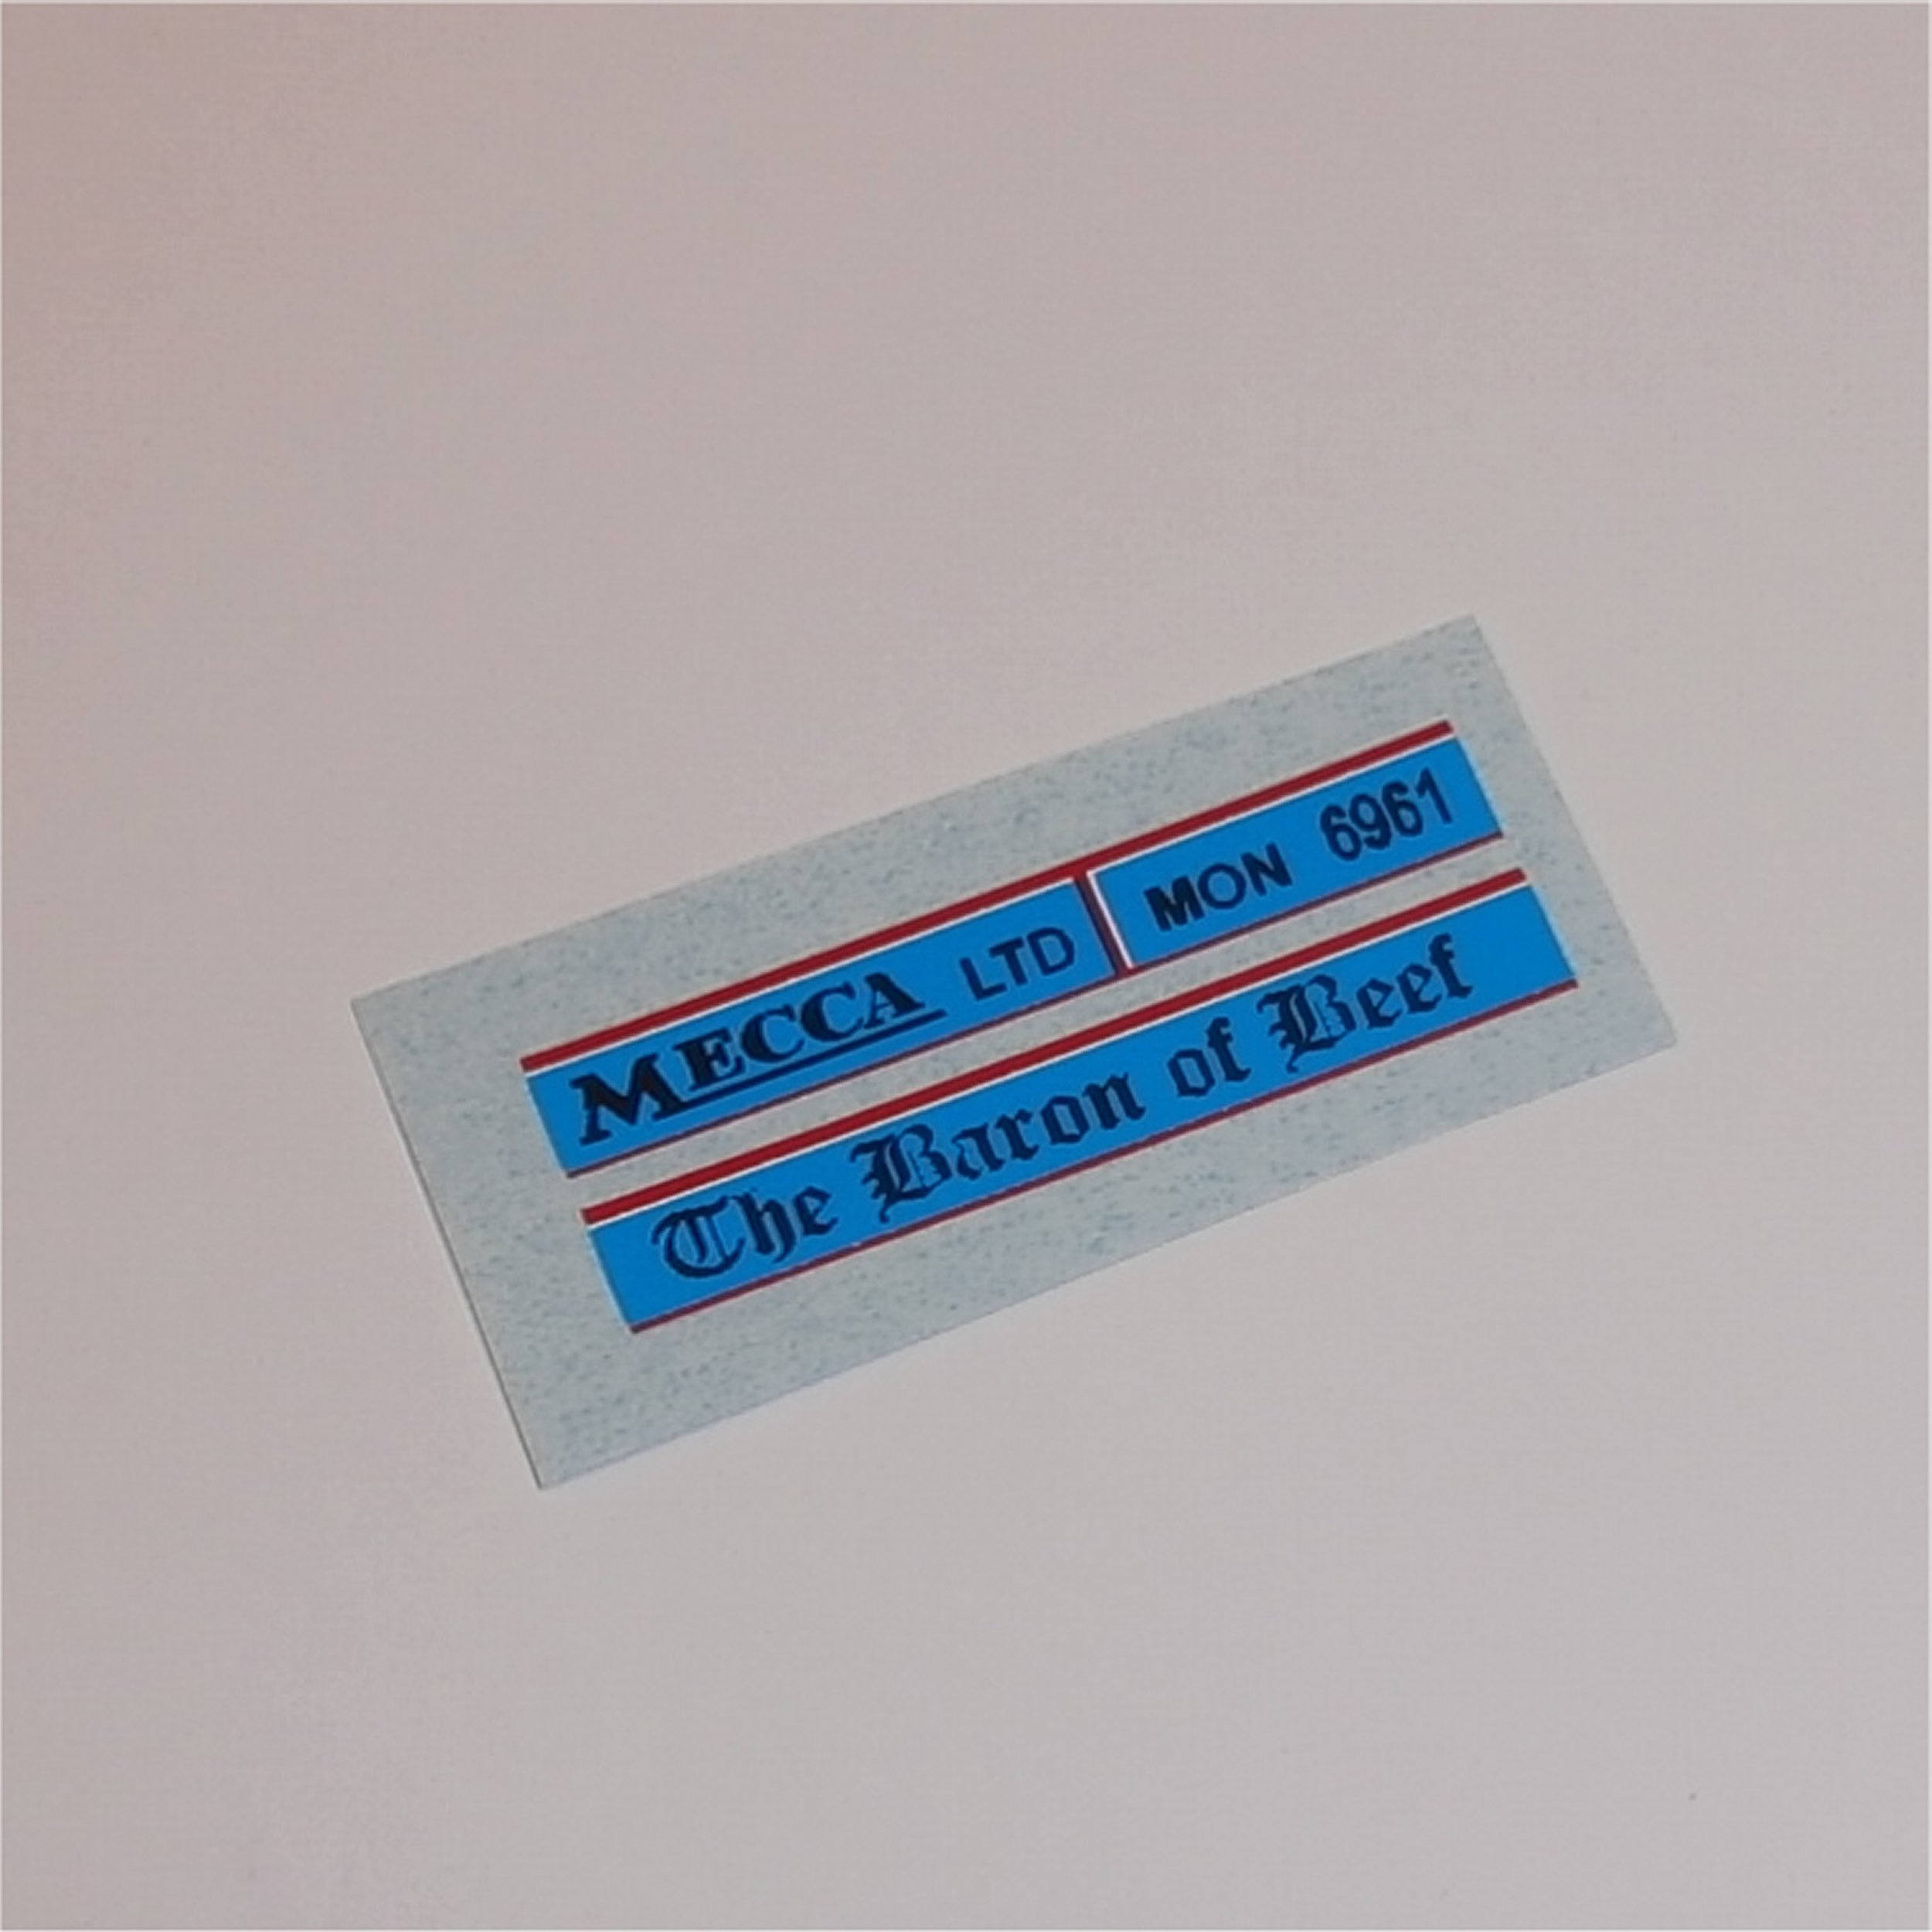 MECCA LTD MON 6961
The Baron of Beef